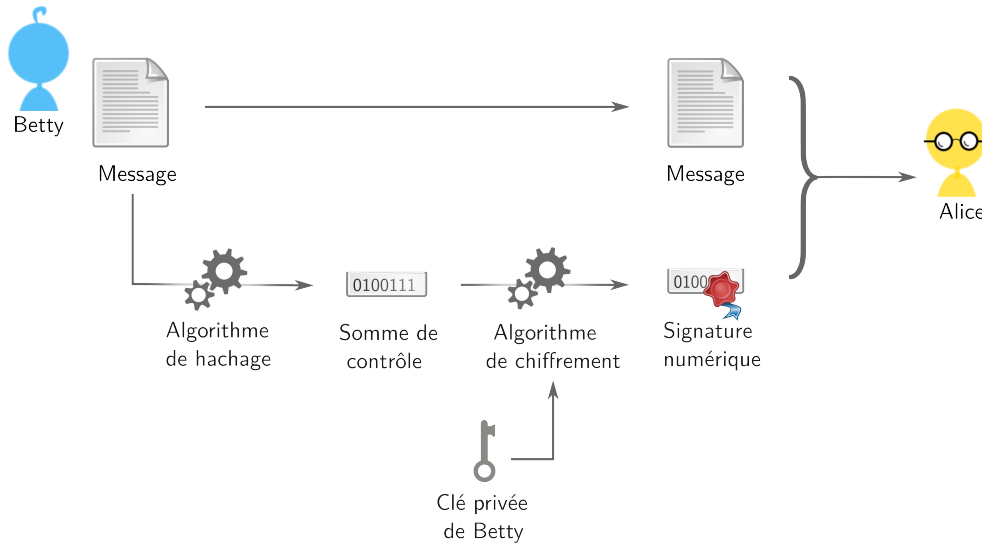 Betty
Message
Message
Alice
0100111
0100
Algorithme
de hachage
Somme de
contrôle
Algorithme
de chiffrement
Signature
numérique
Clé privée
de Betty